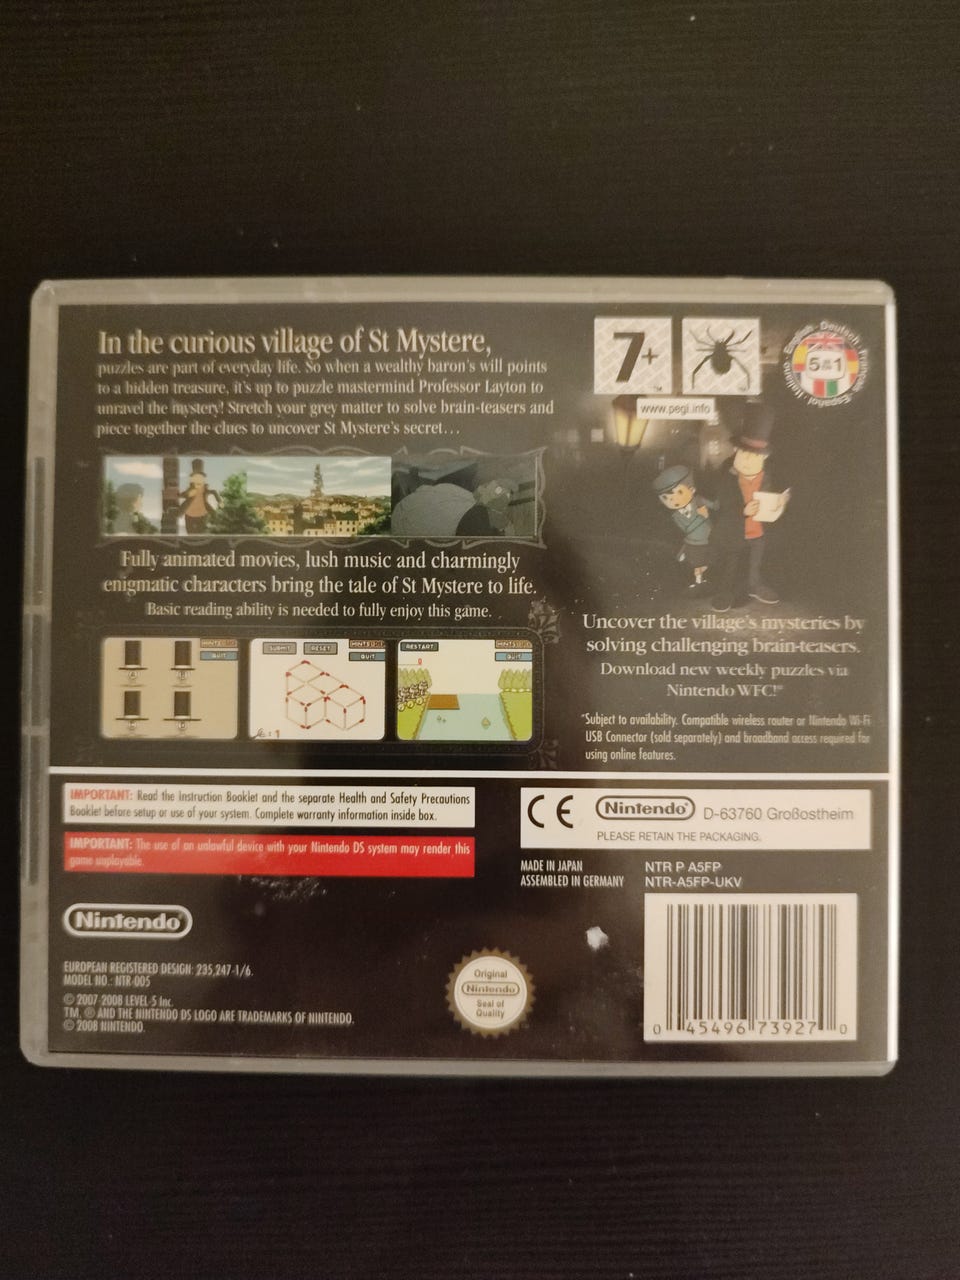 In the curious village of St Mystere,
puzzles are part of everyday life. So when a wealthy baron's will points
to a hidden treasure, it's up to puzzle mastermind Professor Layton to
unravel the mystery! Stretch your grey matter to solve brain-teasers and
piece together the clues to uncover St Mystere's secret...
Fully animated movies, lush music and charmingly
enigmatic characters bring the tale of St Mystere to life.
Basic reading ability is needed to fully enjoy this game.
A B
C D
QUIT
SUBMIT RESET
QUIT
RESTART
QUIT
7+
www.pegi.info
English · Deutsch · Français · Español · Italiano
5 IN 1
Uncover the village's mysteries by
solving challenging brain-teasers.
Download new weekly puzzles via
Nintendo WFC!*
*Subject to availability. Compatible wireless router or Nintendo Wi-Fi
USB Connector (sold separately) and broadband access required for
using online features.
IMPORTANT: Read the Instruction Booklet and the separate Health and Safety Precautions
Booklet before setup or use of your system. Complete warranty information inside box.
IMPORTANT: The use of an unlawful device with your Nintendo DS system may render this
game unplayable.
CE Nintendo® D-63760 Großostheim
PLEASE RETAIN THE PACKAGING.
MADE IN JAPAN
ASSEMBLED IN GERMANY
NTR P A5FP
NTR-A5FP-UKV
Nintendo®
EUROPEAN REGISTERED DESIGN: 235,247-1/6.
MODEL NO.: NTR-005
© 2007-2008 LEVEL-5 Inc.
TM, ® AND THE NINTENDO DS LOGO ARE TRADEMARKS OF NINTENDO.
© 2008 NINTENDO.
Original
Nintendo
Seal of
Quality
0 45496 73927 0